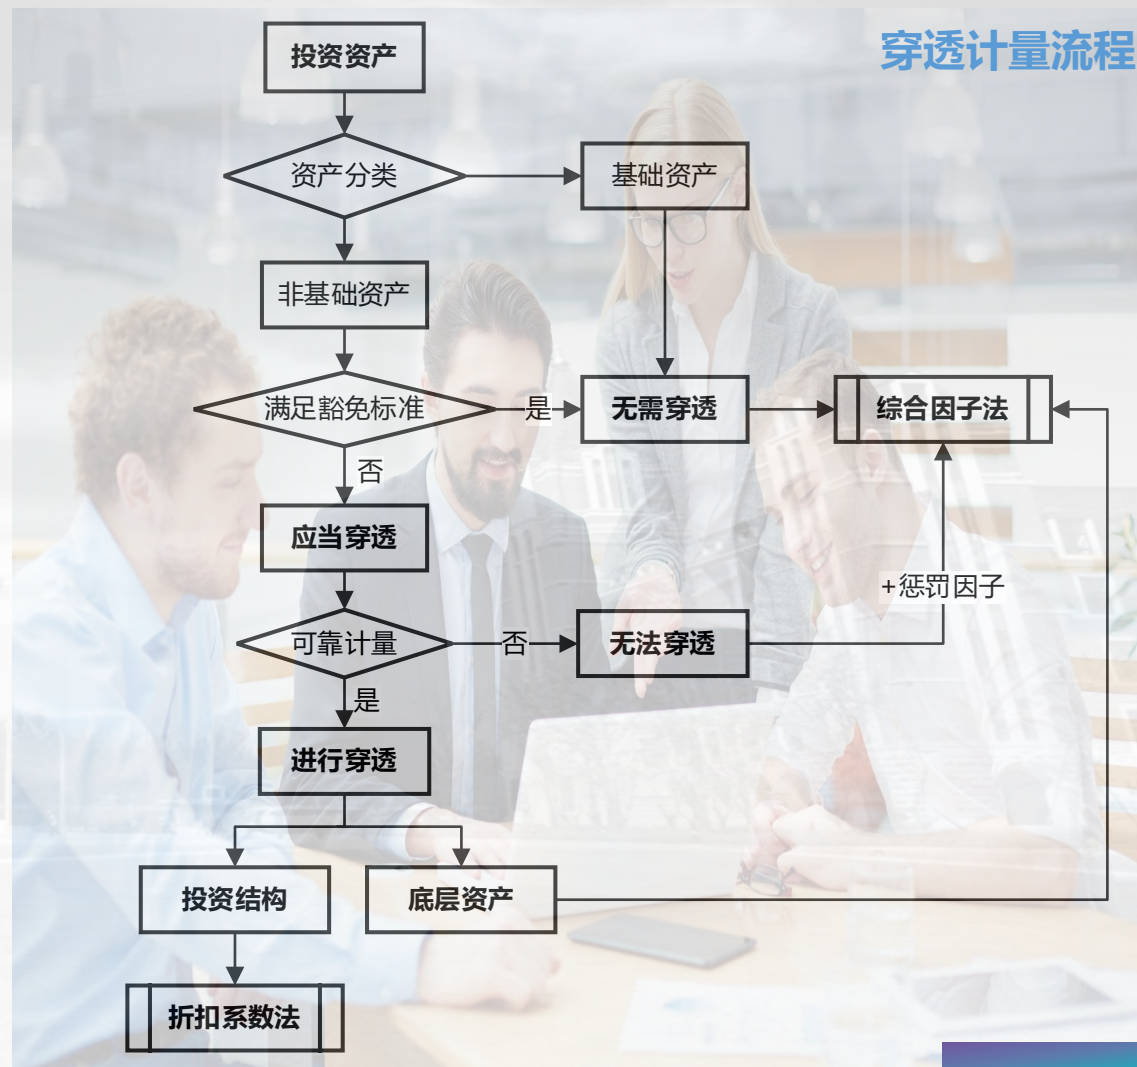 穿透计量流程
投资资产
资产分类
基础资产
非基础资产
满足豁免标准
是
无需穿透
综合因子法
否
应当穿透
+惩罚因子
可靠计量
否
无法穿透
是
进行穿透
投资结构
底层资产
折扣系数法